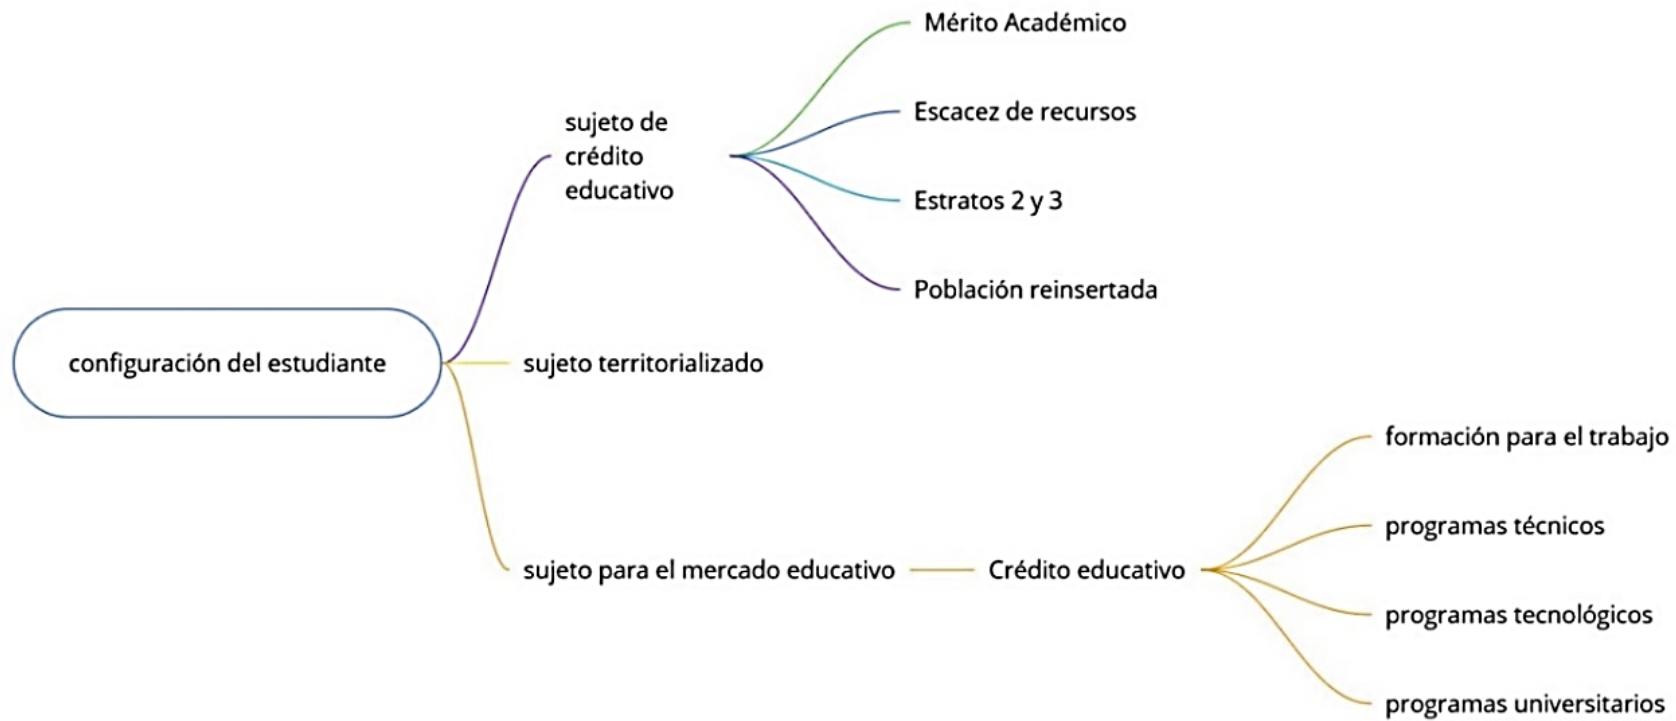 configuración del estudiante
sujeto de
crédito
educativo
Mérito Académico
Escacez de recursos
Estratos 2 y 3
Población reinsertada
sujeto territorializado
sujeto para el mercado educativo
Crédito educativo
formación para el trabajo
programas técnicos
programas tecnológicos
programas universitarios